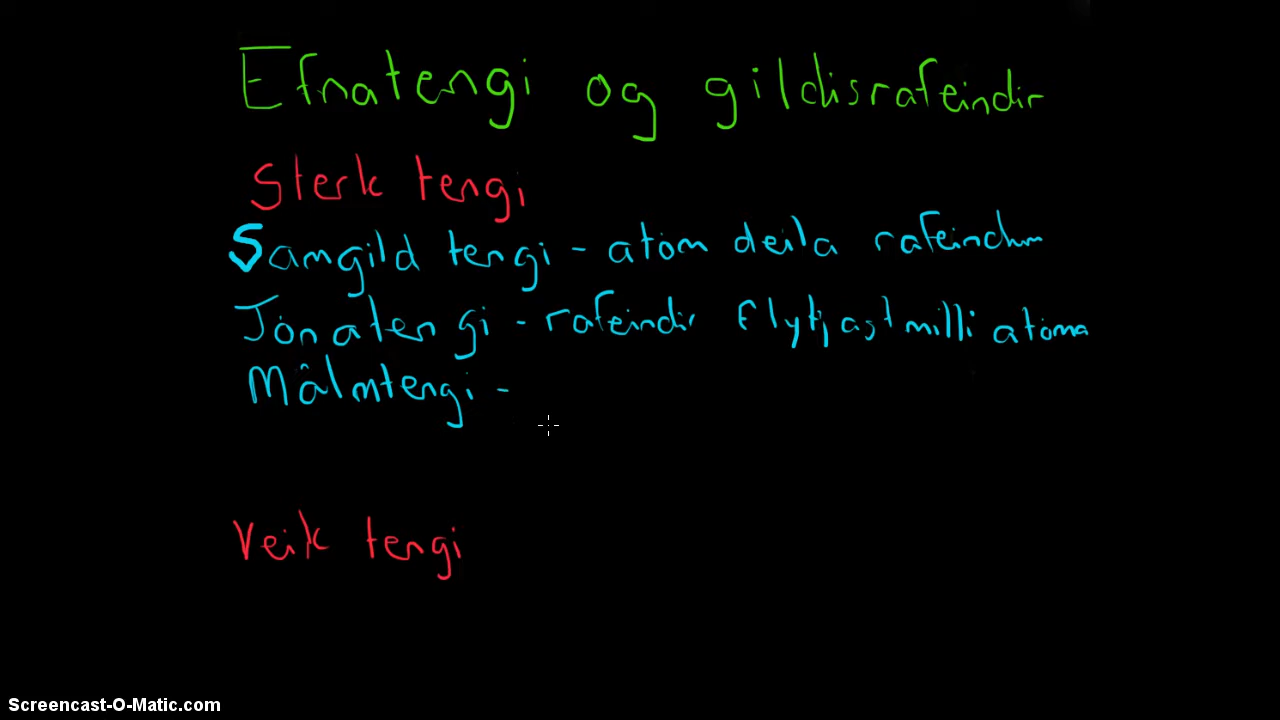 Efnatengi og gildisrafeindir
Sterk tengi
Samgild tengi - atöm deila rafeindum
Jónatengi - rafeindir flytjast milli atóma
Málmtengi -
Veik tengi
Screencast-O-Matic.com